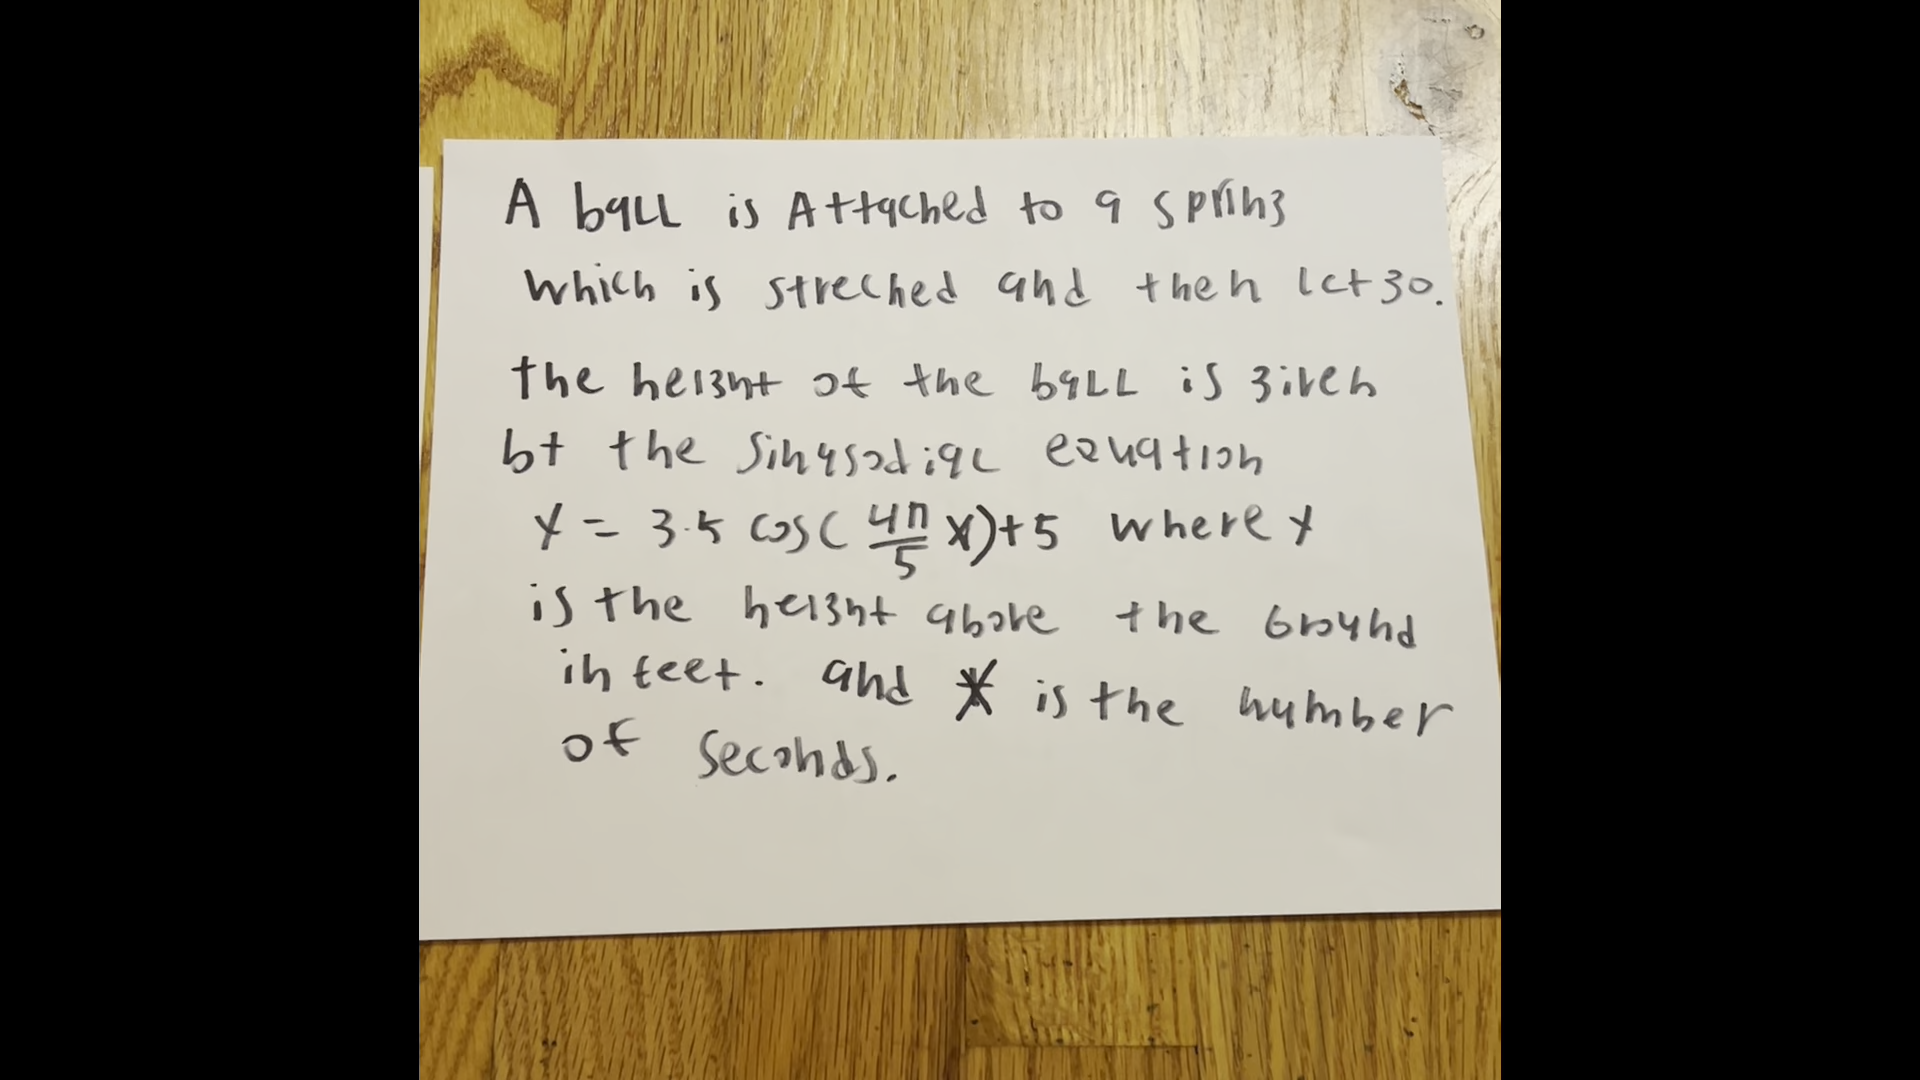 A ball is Attached to a spring
which is streched and then let go.
the height of the ball is given
bt the Sinusodial equation
y = 3.5 cos( 4π/5 x)+5 where y
is the height above the Ground
in feet. and x is the number
of seconds.